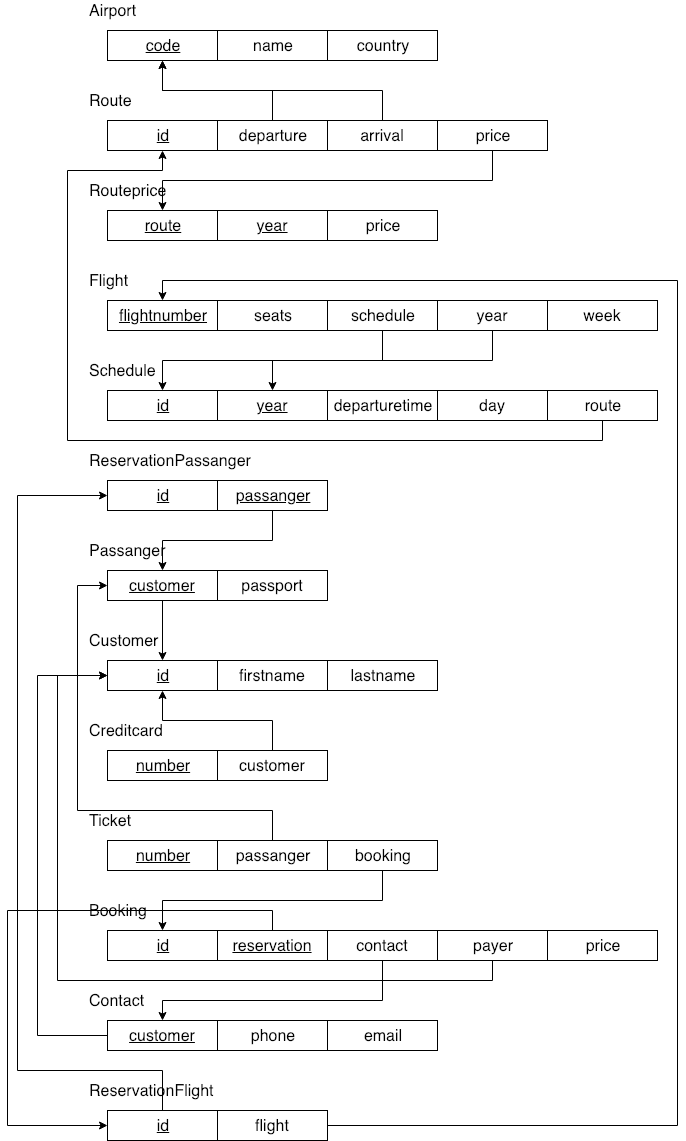 Airport
code name country
Route
id departure arrival price
Routeprice
route year price
Flight
flightnumber seats schedule year week
Schedule
id year departuretime day route
ReservationPassanger
id passanger
Passanger
customer passport
Customer
id firstname lastname
Creditcard
number customer
Ticket
number passanger booking
Booking
id reservation contact payer price
Contact
customer phone email
ReservationFlight
id flight